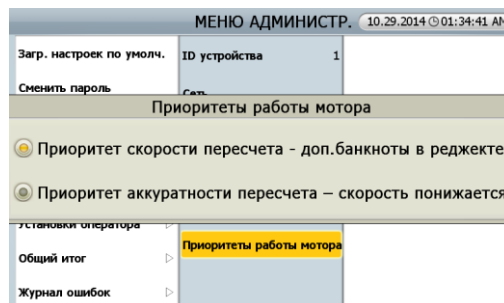 МЕНЮ АДМИНИСТР. 10.29.2014 01:34:41 AM
Загр. настроек по умолч. ID устройства 1
Сменить пароль Сеть
Приоритеты работы мотора
Приоритет скорости пересчета - доп.банкноты в реджекте
Приоритет аккуратности пересчета – скорость понижается
Установки оператора
Приоритеты работы мотора
Общий итог
Журнал ошибок